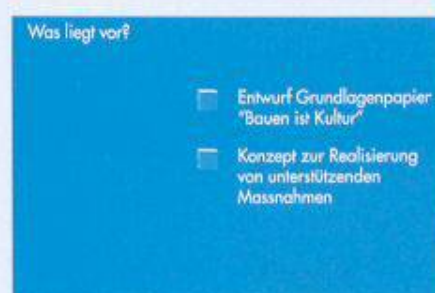 Was liegt vor?
Entwurf Grundlagenpapier
"Bauen ist Kultur"
Konzept zur Realisierung
von unterstützenden
Massnahmen